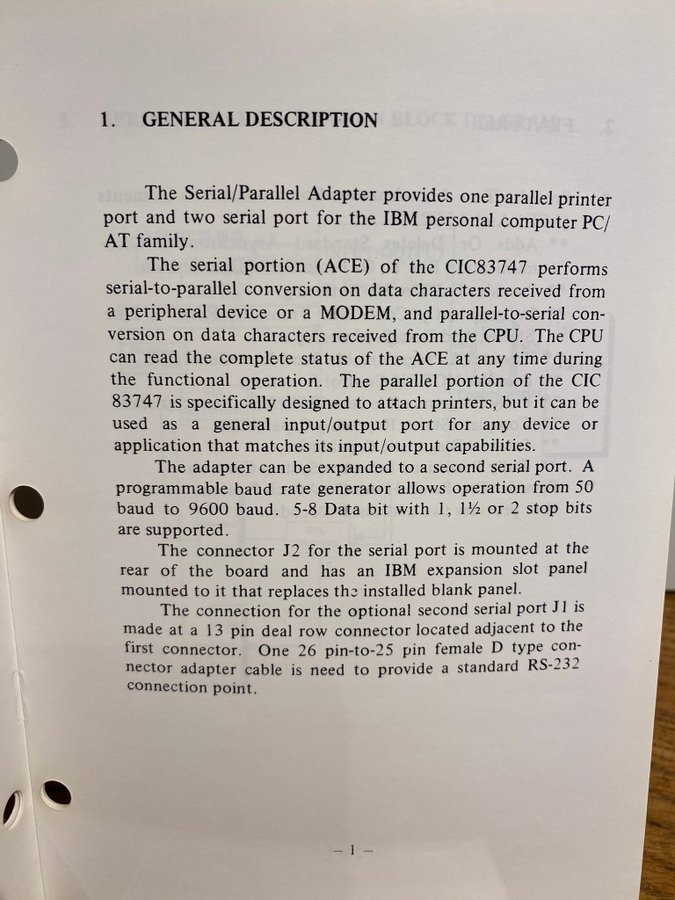 1. GENERAL DESCRIPTION
The Serial/Parallel Adapter provides one parallel printer
port and two serial port for the IBM personal computer PC/
AT family.
The serial portion (ACE) of the CIC83747 performs
serial-to-parallel conversion on data characters received from
a peripheral device or a MODEM, and parallel-to-serial con-
version on data characters received from the CPU. The CPU
can read the complete status of the ACE at any time during
the functional operation. The parallel portion of the CIC
83747 is specifically designed to attach printers, but it can be
used as a general input/output port for any device or
application that matches its input/output capabilities.
The adapter can be expanded to a second serial port. A
programmable baud rate generator allows operation from 50
baud to 9600 baud. 5-8 Data bit with 1, 1½ or 2 stop bits
are supported.
The connector J2 for the serial port is mounted at the
rear of the board and has an IBM expansion slot panel
mounted to it that replaces the installed blank panel.
The connection for the optional second serial port J1 is
made at a 13 pin deal row connector located adjacent to the
first connector. One 26 pin-to-25 pin female D type con-
nector adapter cable is need to provide a standard RS-232
connection point.
— 1 —